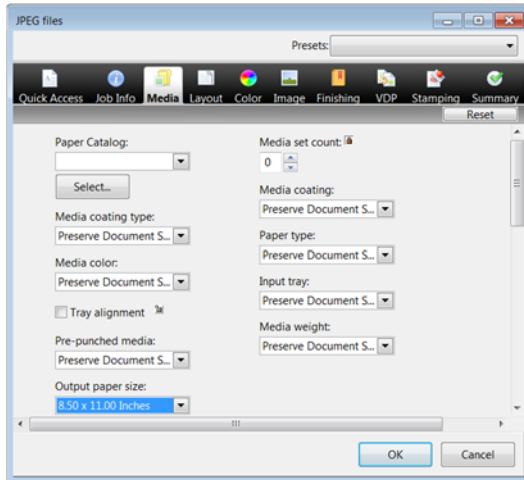 JPEG files
Presets:
Quick Access Job Info Media Layout Color Image Finishing VDP Stamping Summary
Reset
Paper Catalog:
Select...
Media coating type:
Preserve Document S...
Media color:
Preserve Document S...
Tray alignment
Pre-punched media:
Preserve Document S...
Output paper size:
8.50 x 11.00 Inches
Media set count:
0
Media coating:
Preserve Document S...
Paper type:
Preserve Document S...
Input tray:
Preserve Document S...
Media weight:
Preserve Document S...
OK Cancel